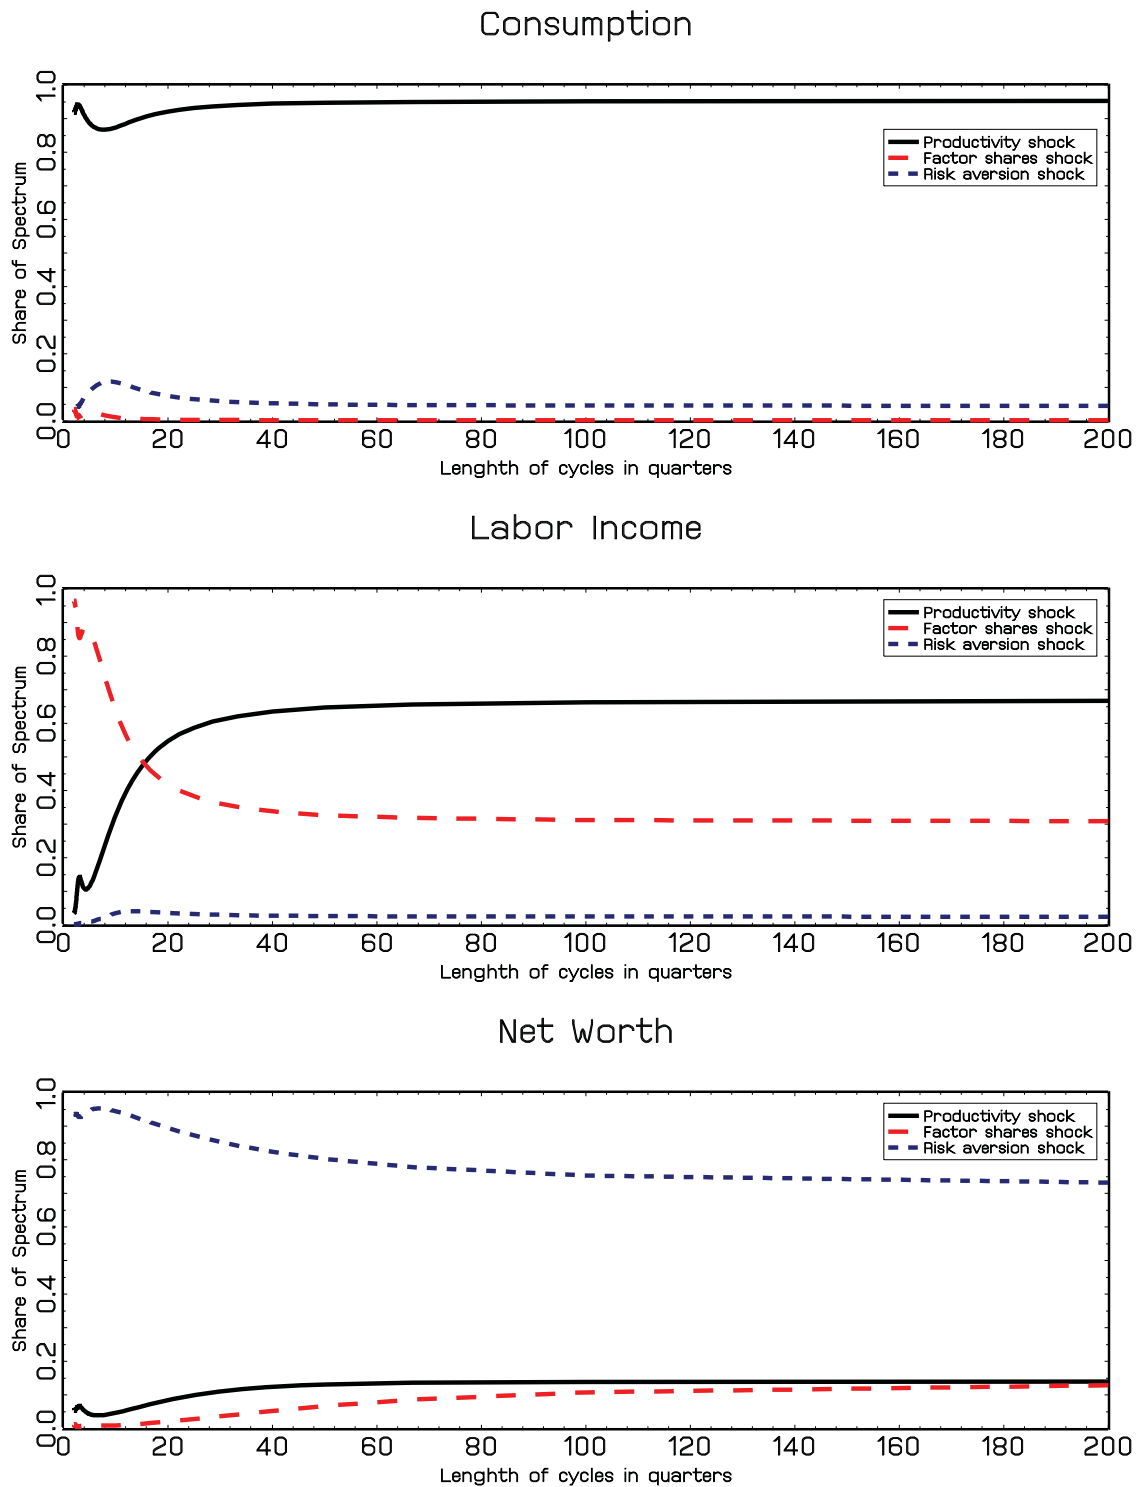 Consumption
1.0
0.8
0.6
0.4
0.2
0.0
Share of Spectrum
Productivity shock
Factor shares shock
Risk aversion shock
0 20 40 60 80 100 120 140 160 180 200
Lenghth of cycles in quarters
Labor Income
1.0
0.8
0.6
0.4
0.2
0.0
Share of Spectrum
Productivity shock
Factor shares shock
Risk aversion shock
0 20 40 60 80 100 120 140 160 180 200
Lenghth of cycles in quarters
Net Worth
1.0
0.8
0.6
0.4
0.2
0.0
Share of Spectrum
Productivity shock
Factor shares shock
Risk aversion shock
0 20 40 60 80 100 120 140 160 180 200
Lenghth of cycles in quarters